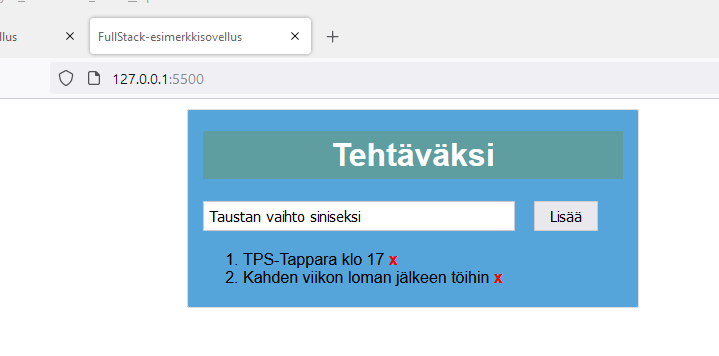 llus × FullStack-esimerkkisovellus × +
127.0.0.1:5500
Tehtäväksi
Taustan vaihto siniseksi Lisää
1. TPS-Tappara klo 17 x
2. Kahden viikon loman jälkeen töihin x